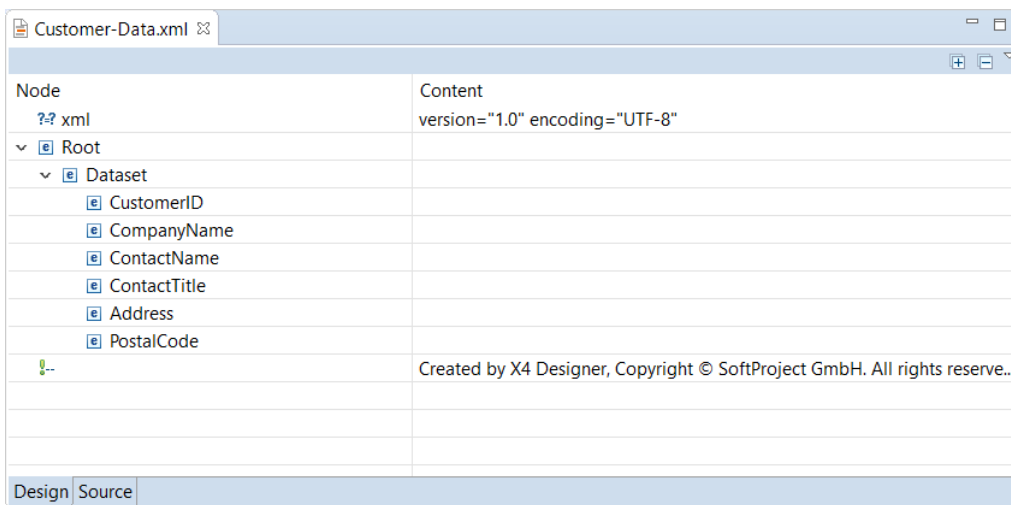 Customer-Data.xml
Node Content
?=? xml version="1.0" encoding="UTF-8"
e Root
e Dataset
e CustomerID
e CompanyName
e ContactName
e ContactTitle
e Address
e PostalCode
!-- Created by X4 Designer, Copyright © SoftProject GmbH. All rights reserve...
Design Source